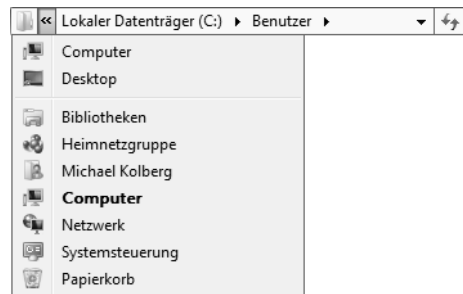 « Lokaler Datenträger (C:) Benutzer
Computer
Desktop
Bibliotheken
Heimnetzgruppe
Michael Kolberg
Computer
Netzwerk
Systemsteuerung
Papierkorb